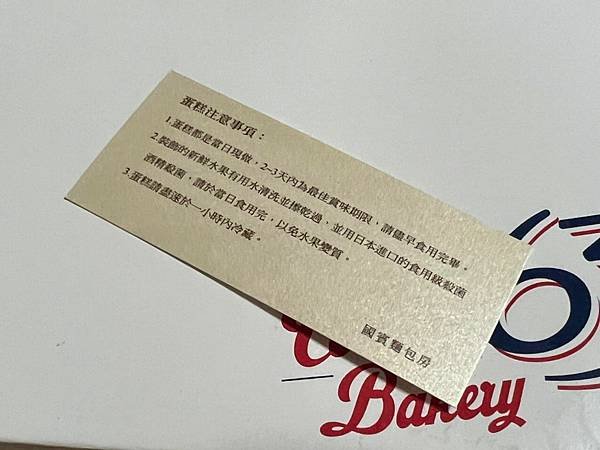 蛋糕注意事項：
1.蛋糕都是當日現做，2~3天內為最佳賞味期限，請儘早食用完畢。
2.裝飾的新鮮水果有用水清洗並擦乾過，並用日本進口的食用級殺菌
酒精殺菌，請於當日食用完，以免水果變質。
3.蛋糕請盡速於一小時內冷藏。
國賓麵包房
Bakery